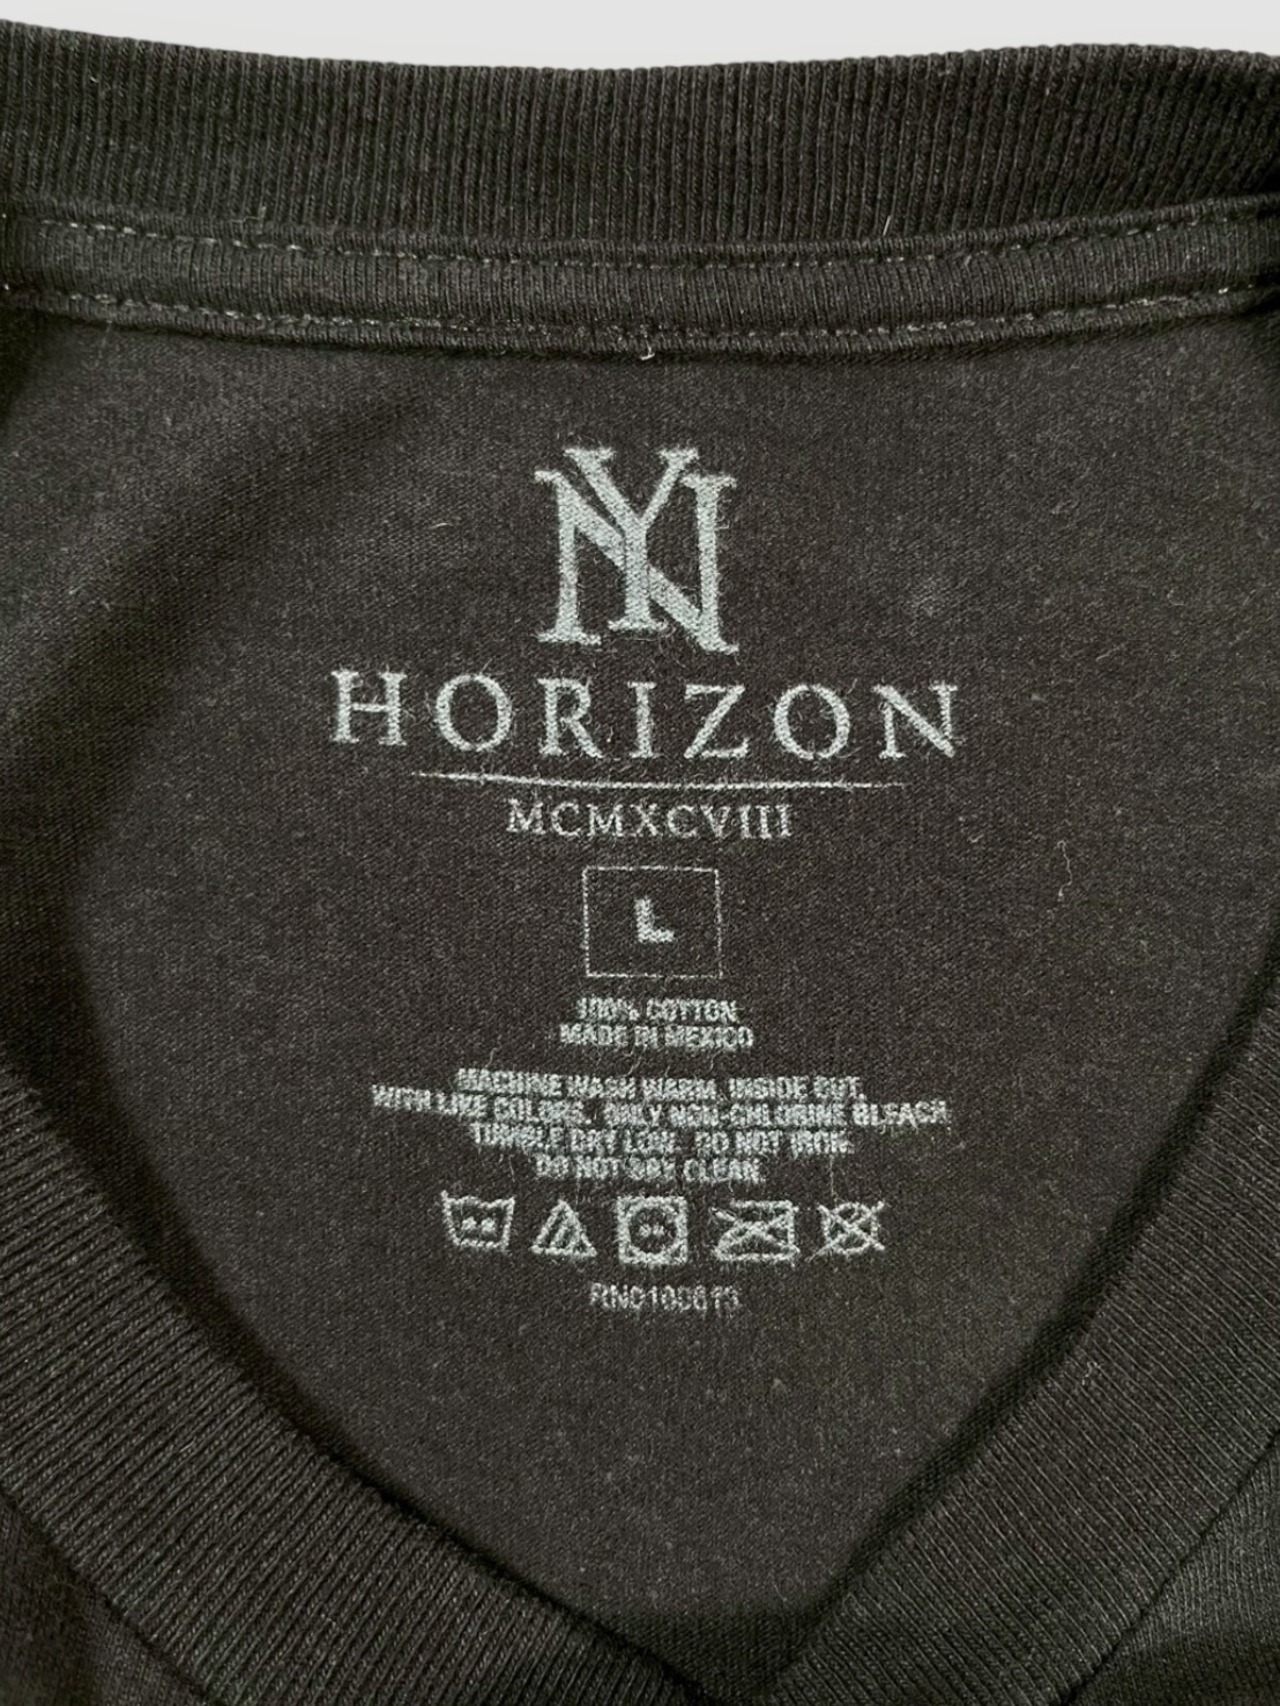 NY
HORIZON
MCMXCVIII
L
100% COTTON
MADE IN MEXICO
MACHINE WASH WARM, INSIDE OUT,
WITH LIKE COLORS. ONLY NON-CHLORINE BLEACH
TUMBLE DRY LOW. DO NOT IRON.
DO NOT DRY CLEAN.